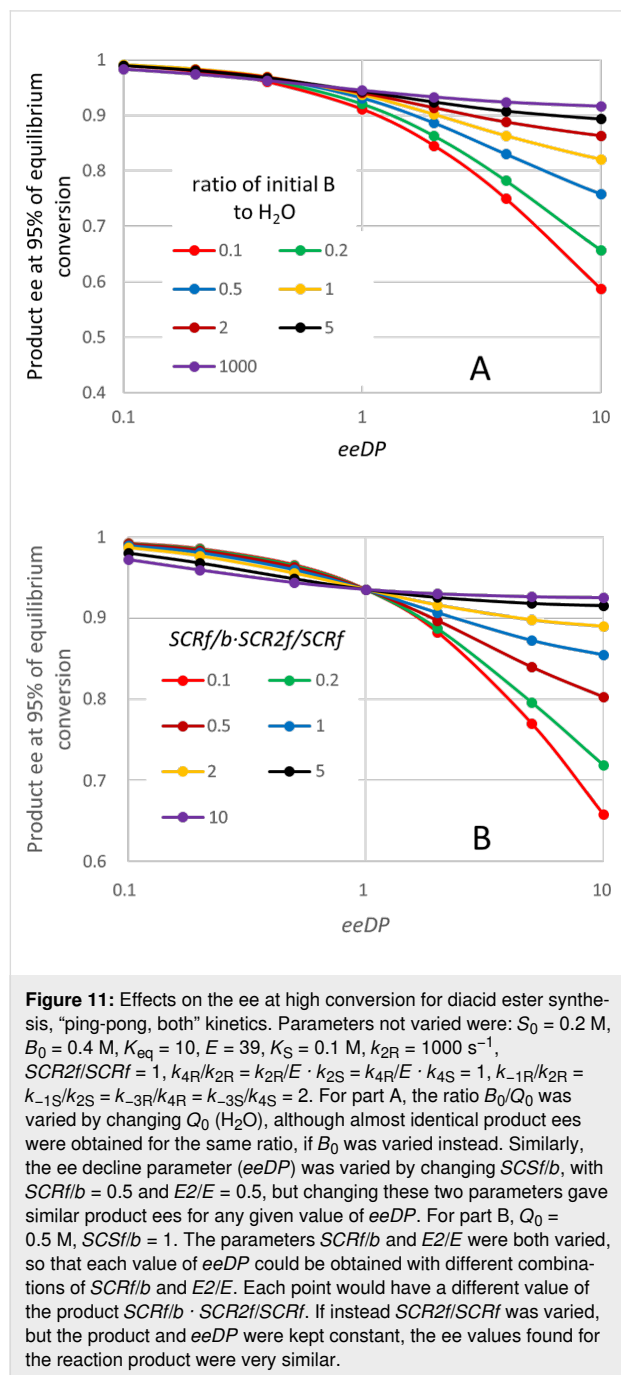 1
0.9
0.8
0.7
0.6
0.5
0.4
Product ee at 95% of equilibrium
conversion
ratio of initial B
to H₂O
0.1 0.2
0.5 1
2 5
1000
A
0.1 1 10
eeDP
1
0.9
0.8
0.7
0.6
Product ee at 95% of equilibrium
conversion
SCRf/b·SCR2f/SCRf
0.1 0.2
0.5 1
2 5
10
B
0.1 1 10
eeDP
Figure 11: Effects on the ee at high conversion for diacid ester synthe-
sis, “ping-pong, both” kinetics. Parameters not varied were: S₀ = 0.2 M,
B₀ = 0.4 M, Keq = 10, E = 39, KS = 0.1 M, k2R = 1000 s⁻¹,
SCR2f/SCRf = 1, k4R/k2R = k2R/E · k2S = k4R/E · k4S = 1, k−1R/k2R =
k−1S/k2S = k−3R/k4R = k−3S/k4S = 2. For part A, the ratio B₀/Q₀ was
varied by changing Q₀ (H₂O), although almost identical product ees
were obtained for the same ratio, if B₀ was varied instead. Similarly,
the ee decline parameter (eeDP) was varied by changing SCSf/b, with
SCRf/b = 0.5 and E2/E = 0.5, but changing these two parameters gave
similar product ees for any given value of eeDP. For part B, Q₀ =
0.5 M, SCSf/b = 1. The parameters SCRf/b and E2/E were both varied,
so that each value of eeDP could be obtained with different combina-
tions of SCRf/b and E2/E. Each point would have a different value of
the product SCRf/b · SCR2f/SCRf. If instead SCR2f/SCRf was varied,
but the product and eeDP were kept constant, the ee values found for
the reaction product were very similar.